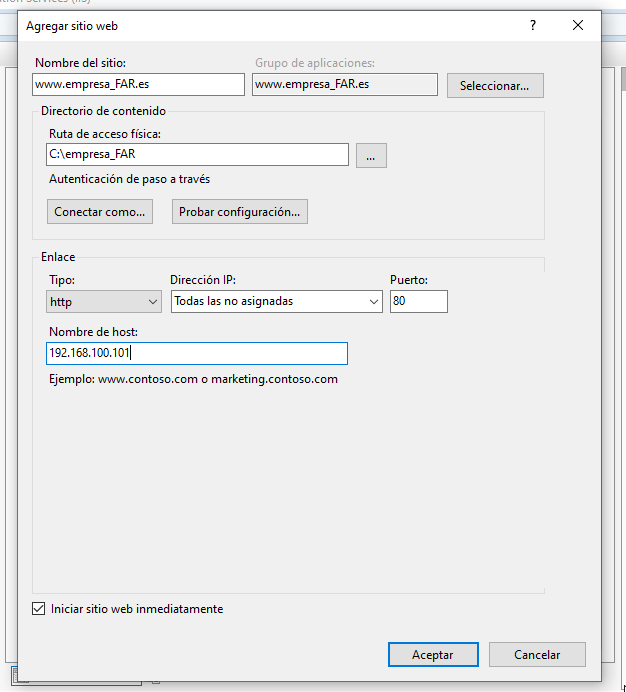 Agregar sitio web
?
Nombre del sitio:
Grupo de aplicaciones:
www.empresa_FAR.es
www.empresa_FAR.es
Seleccionar...
Directorio de contenido
Ruta de acceso física:
C:\empresa_FAR
...
Autenticación de paso a través
Conectar como...
Probar configuración...
Enlace
Tipo:
Dirección IP:
Puerto:
http
Todas las no asignadas
80
Nombre de host:
192.168.100.101
Ejemplo: www.contoso.com o marketing.contoso.com
Iniciar sitio web inmediatamente
Aceptar
Cancelar